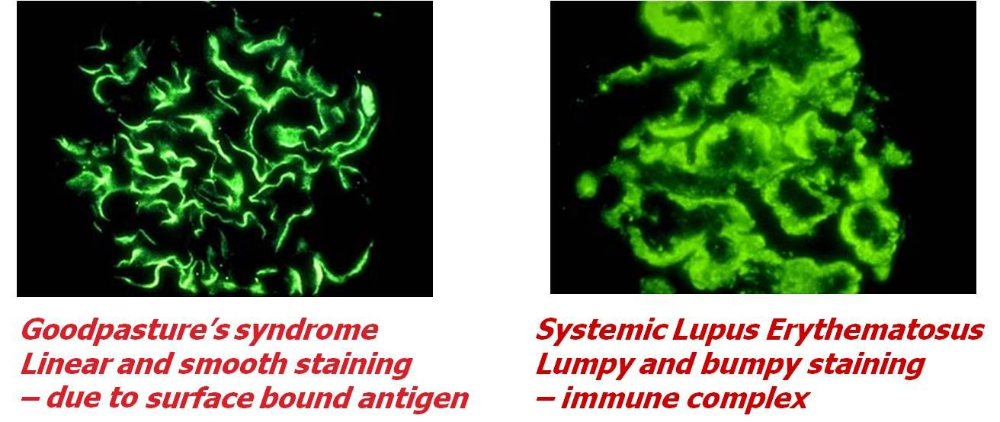 Goodpasture’s syndrome
Linear and smooth staining
– due to surface bound antigen
Systemic Lupus Erythematosus
Lumpy and bumpy staining
– immune complex